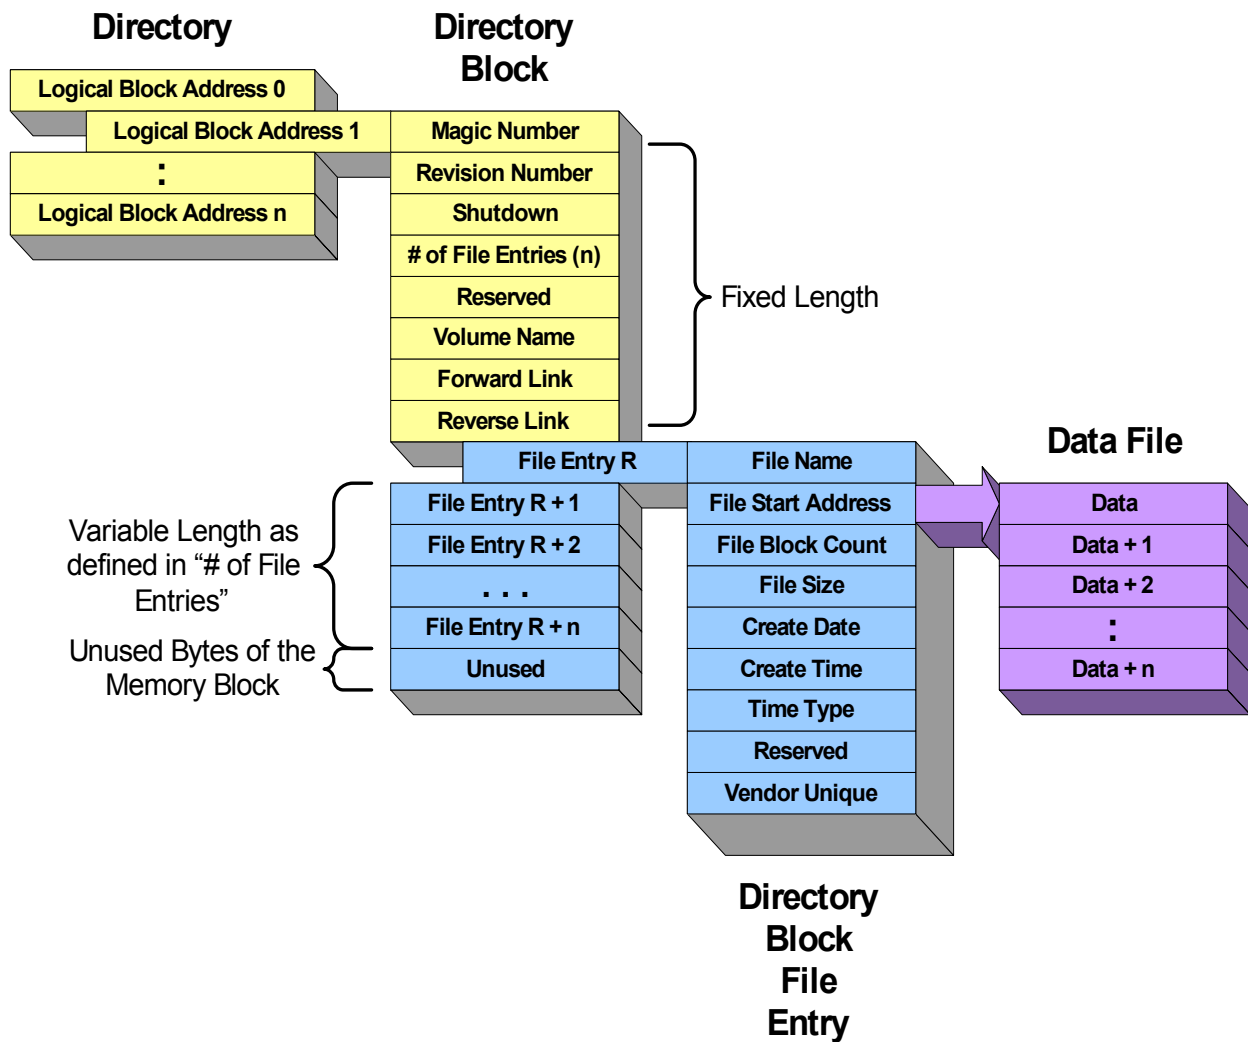 Directory
Directory
Block
Logical Block Address 0
Logical Block Address 1
:
Logical Block Address n
Magic Number
Revision Number
Shutdown
# of File Entries (n)
Reserved
Volume Name
Forward Link
Reverse Link
Fixed Length
File Entry R
File Entry R + 1
File Entry R + 2
. . .
File Entry R + n
Unused
Variable Length as
defined in “# of File
Entries”
Unused Bytes of the
Memory Block
File Name
File Start Address
File Block Count
File Size
Create Date
Create Time
Time Type
Reserved
Vendor Unique
Directory
Block
File
Entry
Data File
Data
Data + 1
Data + 2
:
Data + n